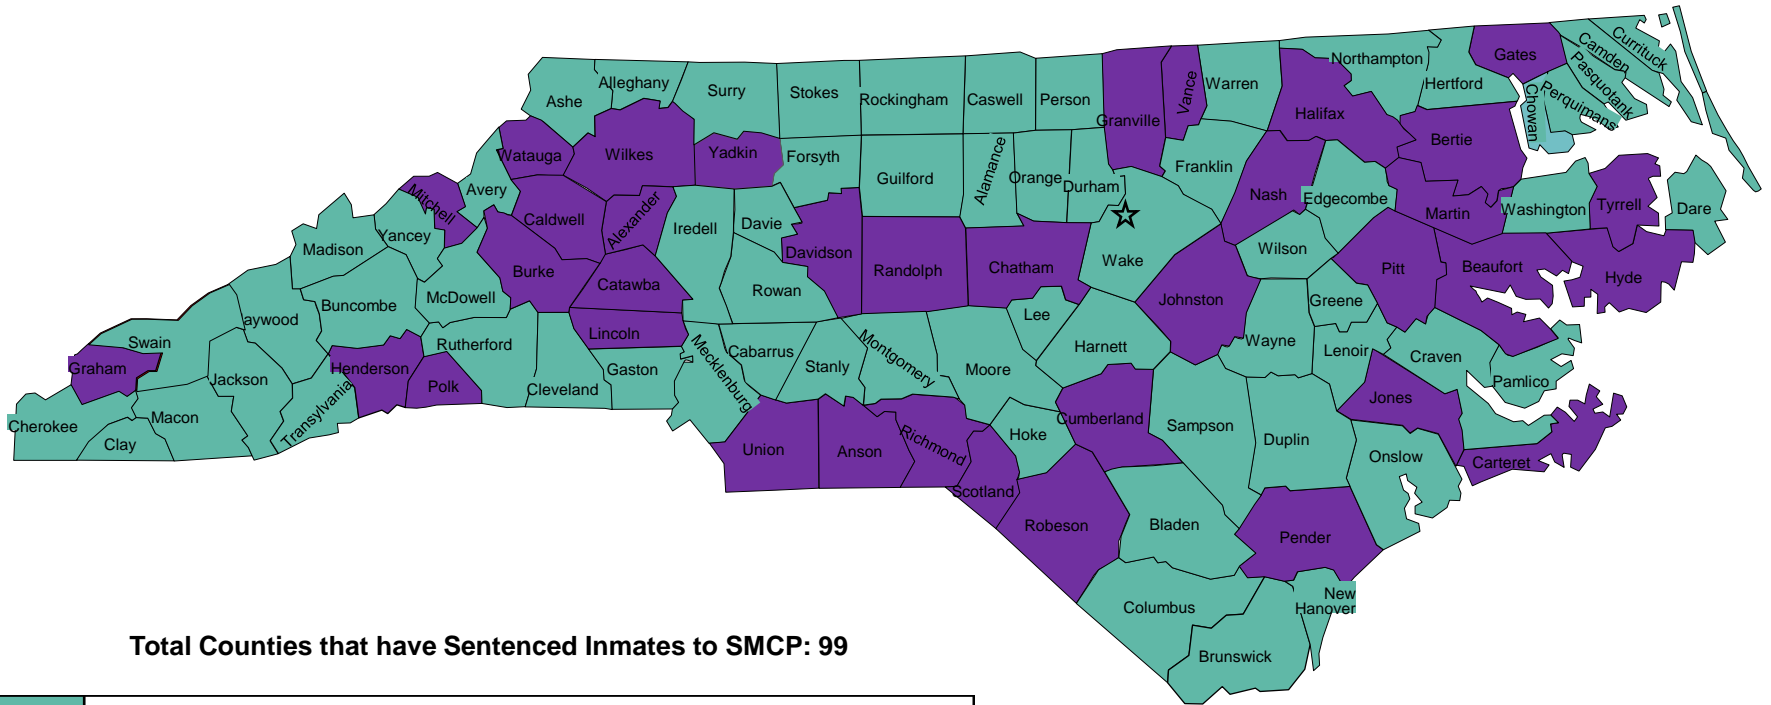 Gates
Camden
Currituck
Northampton
Hertford
Pasquotank
Perquimans
Chowan
Alleghany
Ashe
Surry
Stokes
Rockingham
Caswell
Person
Granville
Vance
Warren
Halifax
Bertie
Watauga
Wilkes
Yadkin
Forsyth
Guilford
Alamance
Orange
Durham
Franklin
Nash
Edgecombe
Martin
Washington
Tyrrell
Dare
Mitchell
Avery
Caldwell
Alexander
Iredell
Davie
Davidson
Randolph
Chatham
Wake
Wilson
Pitt
Beaufort
Hyde
Madison
Yancey
Burke
Catawba
Rowan
Lee
Johnston
Greene
Buncombe
McDowell
aywood
Swain
Graham
Jackson
Henderson
Polk
Rutherford
Lincoln
Cleveland
Gaston
Mecklenburg
Cabarrus
Stanly
Montgomery
Moore
Harnett
Wayne
Lenoir
Craven
Pamlico
Jones
Cherokee
Clay
Macon
Transylvania
Union
Anson
Richmond
Scotland
Hoke
Cumberland
Sampson
Duplin
Onslow
Carteret
Robeson
Bladen
Pender
Columbus
New
Hanover
Brunswick
Total Counties that have Sentenced Inmates to SMCP: 99